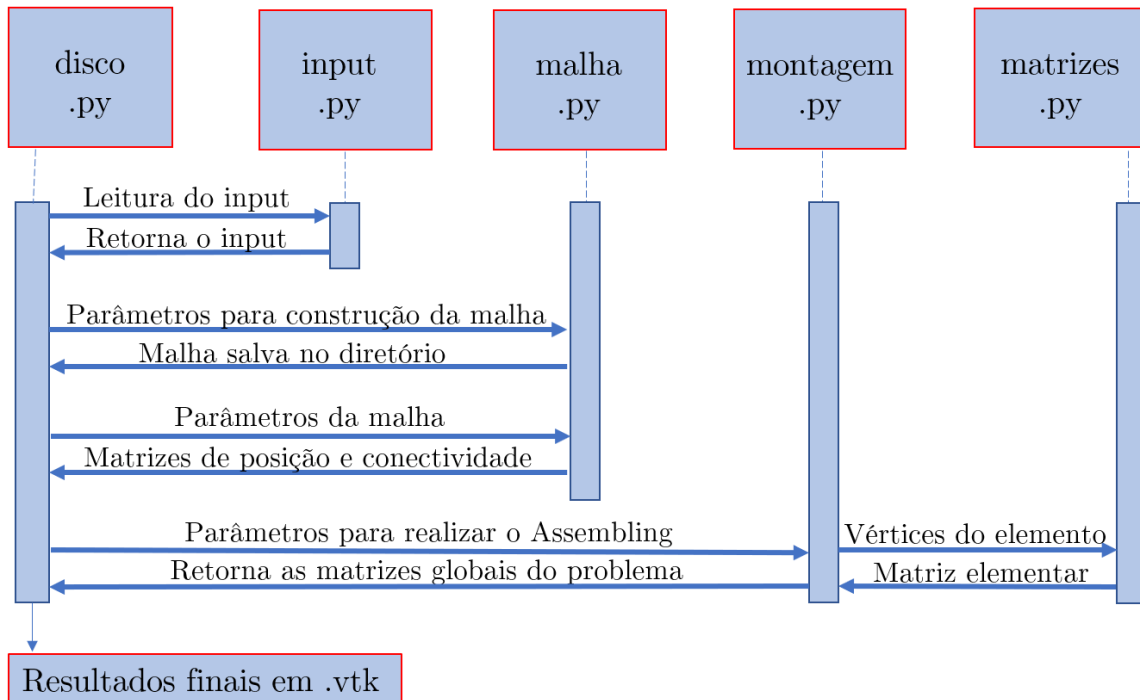 disco
.py
input
.py
malha
.py
montagem
.py
matrizes
.py
Leitura do input
Retorna o input
Parâmetros para construção da malha
Malha salva no diretório
Parâmetros da malha
Matrizes de posição e conectividade
Parâmetros para realizar o Assembling
Vértices do elemento
Retorna as matrizes globais do problema
Matriz elementar
Resultados finais em .vtk